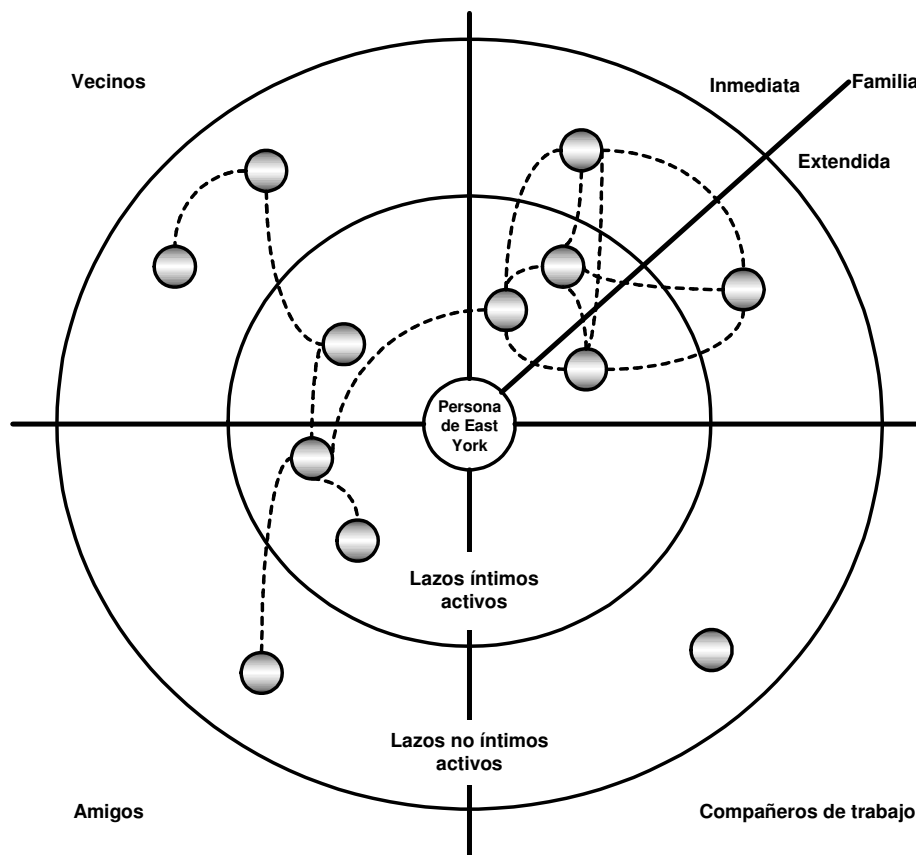 Vecinos
Inmediata
Familia
Extendida
Persona
de East
York
Lazos íntimos
activos
Lazos no íntimos
activos
Amigos
Compañeros de trabajo